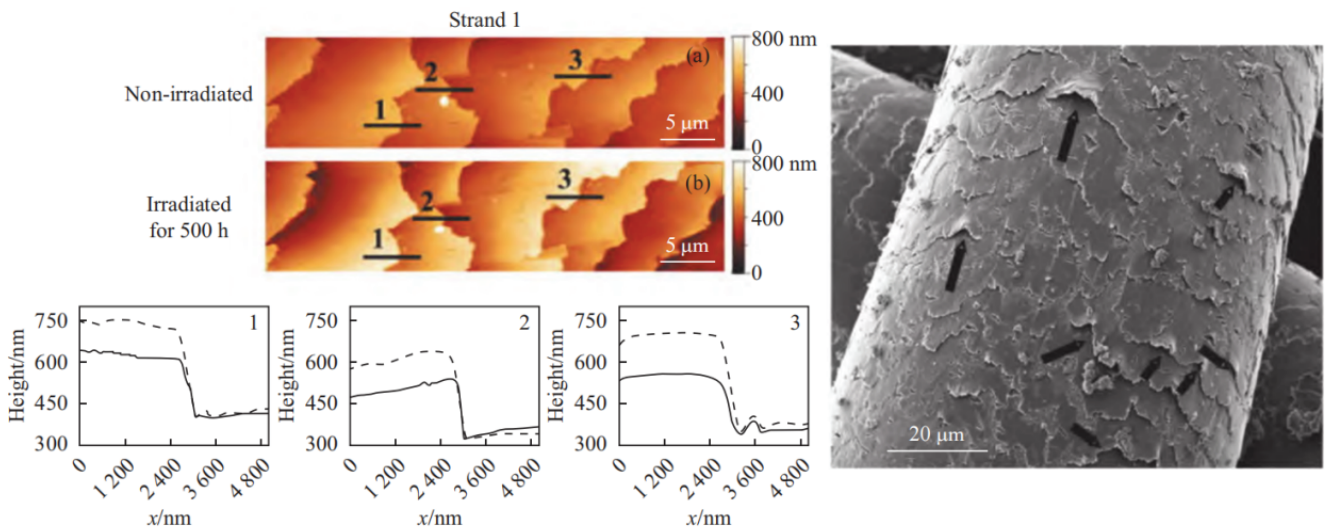 Strand 1
Non-irradiated
(a)
1
2
3
5 μm
800 nm
400
0
Irradiated
for 500 h
(b)
1
2
3
5 μm
800 nm
400
0
Height/nm
750
600
450
300
1
0
1 200
2 400
3 600
4 800
x/nm
Height/nm
750
600
450
300
2
0
1 200
2 400
3 600
4 800
x/nm
Height/nm
750
600
450
300
3
0
1 200
2 400
3 600
4 800
x/nm
20 μm